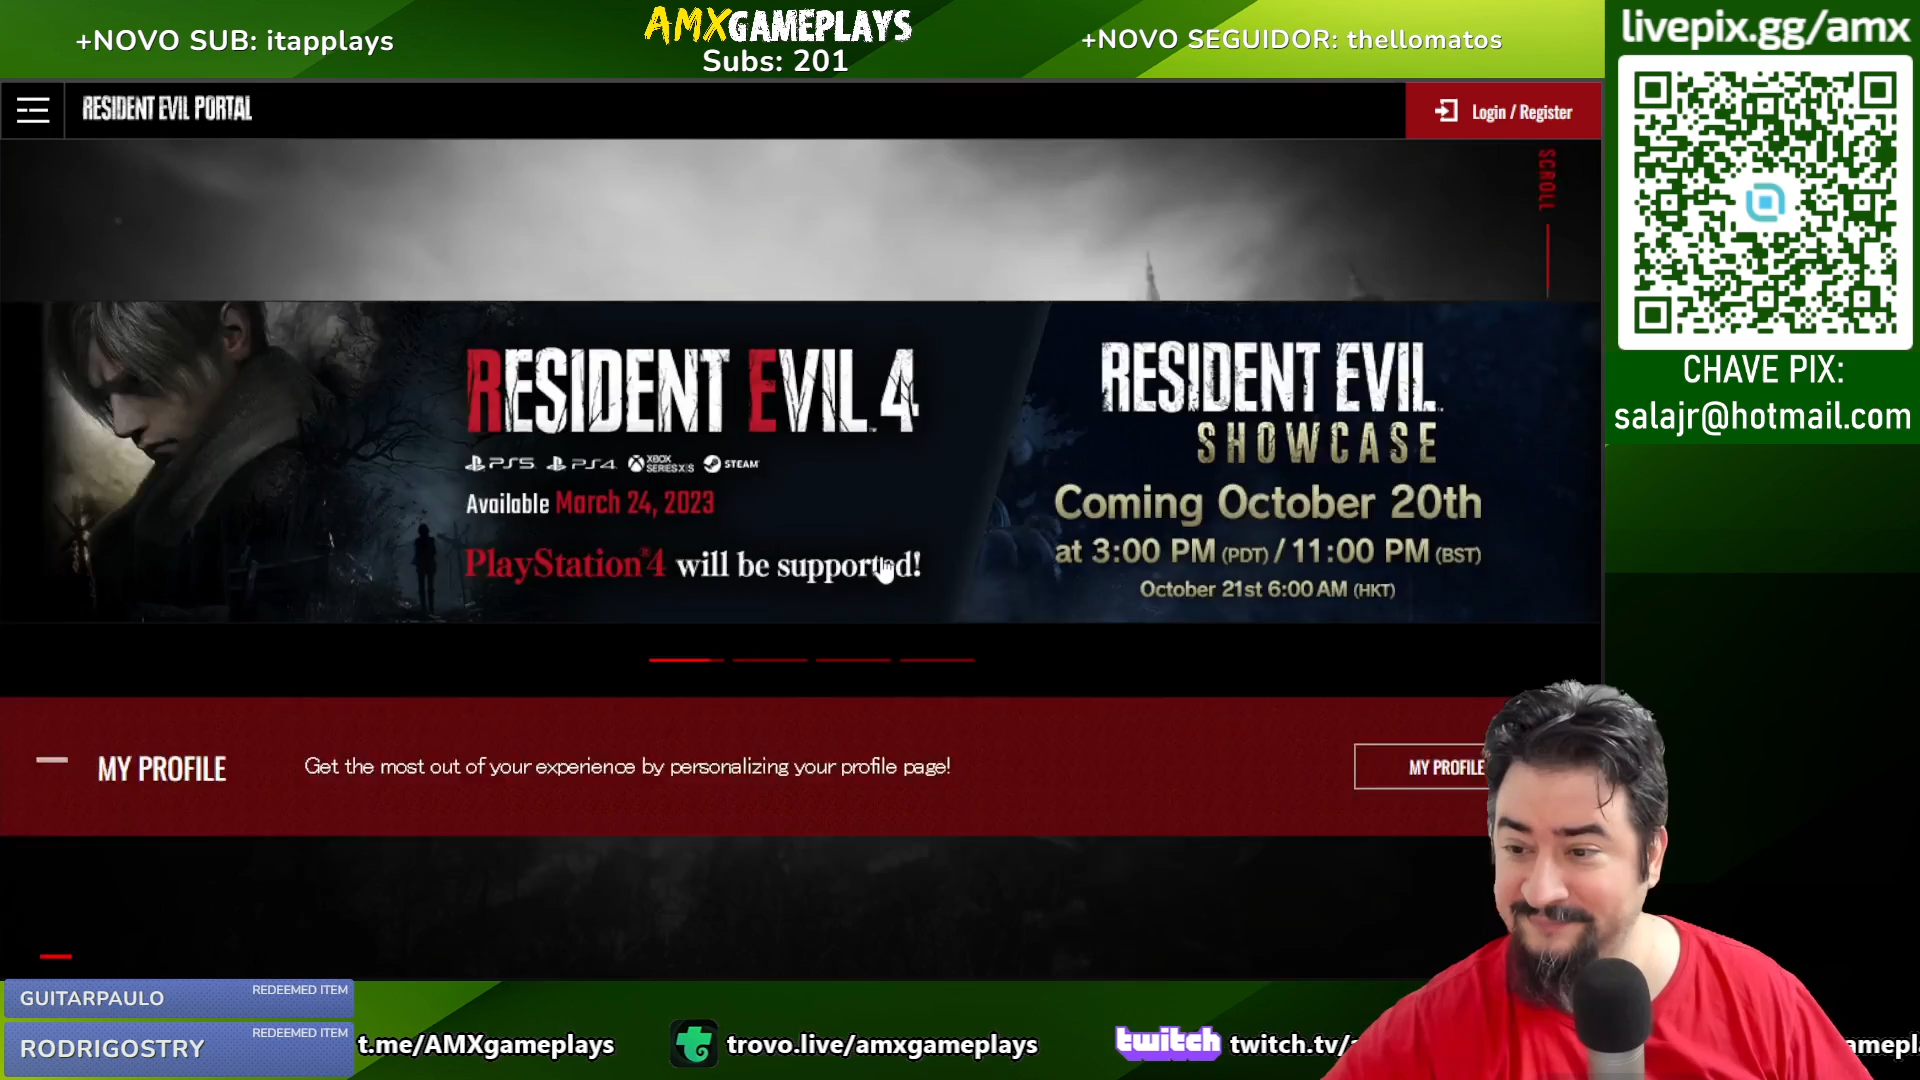 +NOVO SUB: itapplays
AMXGAMEPLAYS
Subs: 201
+NOVO SEGUIDOR: thellomatos
livepix.gg/amx
RESIDENT EVIL PORTAL
Login / Register
SCROLL
RESIDENT EVIL 4
PS5 PS4 XBOX SERIES X|S STEAM
Available March 24, 2023
PlayStation®4 will be supported!
RESIDENT EVIL
SHOWCASE
Coming October 20th
at 3:00 PM (PDT) / 11:00 PM (BST)
October 21st 6:00 AM (HKT)
CHAVE PIX:
salajr@hotmail.com
MY PROFILE
Get the most out of your experience by personalizing your profile page!
MY PROFILE
GUITARPAULO
REDEEMED ITEM
RODRIGOSTRY
REDEEMED ITEM
t.me/AMXgameplays
trovo.live/amxgameplays
twitch
twitch.tv/